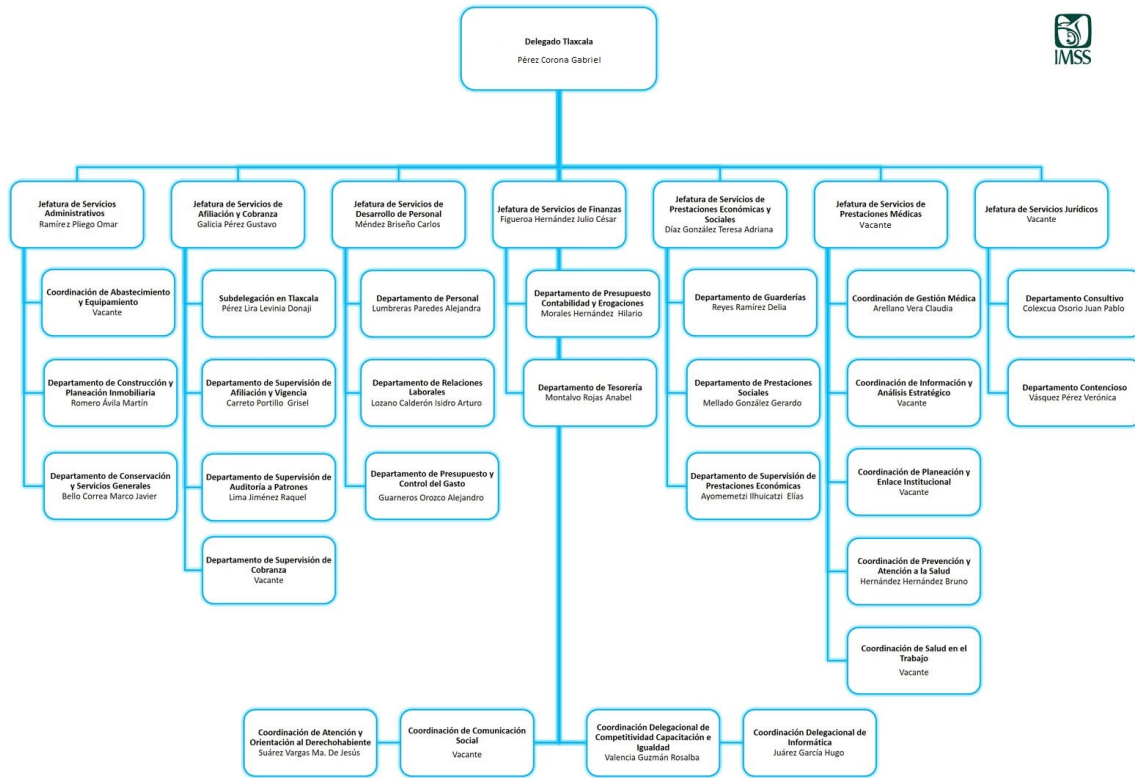 Delegado Tlaxcala
Pérez Corona Gabriel
IMSS
Jefatura de Servicios
Administrativos
Ramírez Pliego Omar
Jefatura de Servicios de
Afiliación y Cobranza
Galicia Pérez Gustavo
Jefatura de Servicios de
Desarrollo de Personal
Méndez Briseño Carlos
Jefatura de Servicios de Finanzas
Figueroa Hernández Julio César
Jefatura de Servicios de
Prestaciones Económicas y
Sociales
Díaz González Teresa Adriana
Jefatura de Servicios de
Prestaciones Médicas
Vacante
Jefatura de Servicios Jurídicos
Vacante
Coordinación de Abastecimiento
y Equipamiento
Vacante
Departamento de Construcción y
Planeación Inmobiliaria
Romero Ávila Martín
Departamento de Conservación
y Servicios Generales
Bello Correa Marco Javier
Subdelegación en Tlaxcala
Pérez Lira Levinia Donaji
Departamento de Supervisión de
Afiliación y Vigencia
Carreto Portillo Grisel
Departamento de Supervisión de
Auditoría a Patrones
Lima Jiménez Raquel
Departamento de Supervisión de
Cobranza
Vacante
Departamento de Personal
Lumbreras Paredes Alejandra
Departamento de Relaciones
Laborales
Lozano Calderón Isidro Arturo
Departamento de Presupuesto y
Control del Gasto
Guarneros Orozco Alejandro
Departamento de Presupuesto
Contabilidad y Erogaciones
Morales Hernández Hilario
Departamento de Tesorería
Montalvo Rojas Anabel
Departamento de Guarderías
Reyes Ramírez Delia
Departamento de Prestaciones
Sociales
Mellado González Gerardo
Departamento de Supervisión de
Prestaciones Económicas
Ayomemetzi Ilhuicatzi Elías
Coordinación de Gestión Médica
Arellano Vera Claudia
Coordinación de Información y
Análisis Estratégico
Vacante
Coordinación de Planeación y
Enlace Institucional
Vacante
Coordinación de Prevención y
Atención a la Salud
Hernández Hernández Bruno
Coordinación de Salud en el
Trabajo
Vacante
Departamento Consultivo
Colexcua Osorio Juan Pablo
Departamento Contencioso
Vásquez Pérez Verónica
Coordinación de Atención y
Orientación al Derechohabiente
Suárez Vargas Ma. De Jesús
Coordinación de Comunicación
Social
Vacante
Coordinación Delegacional de
Competitividad Capacitación e
Igualdad
Valencia Guzmán Rosalba
Coordinación Delegacional de
Informática
Juárez García Hugo